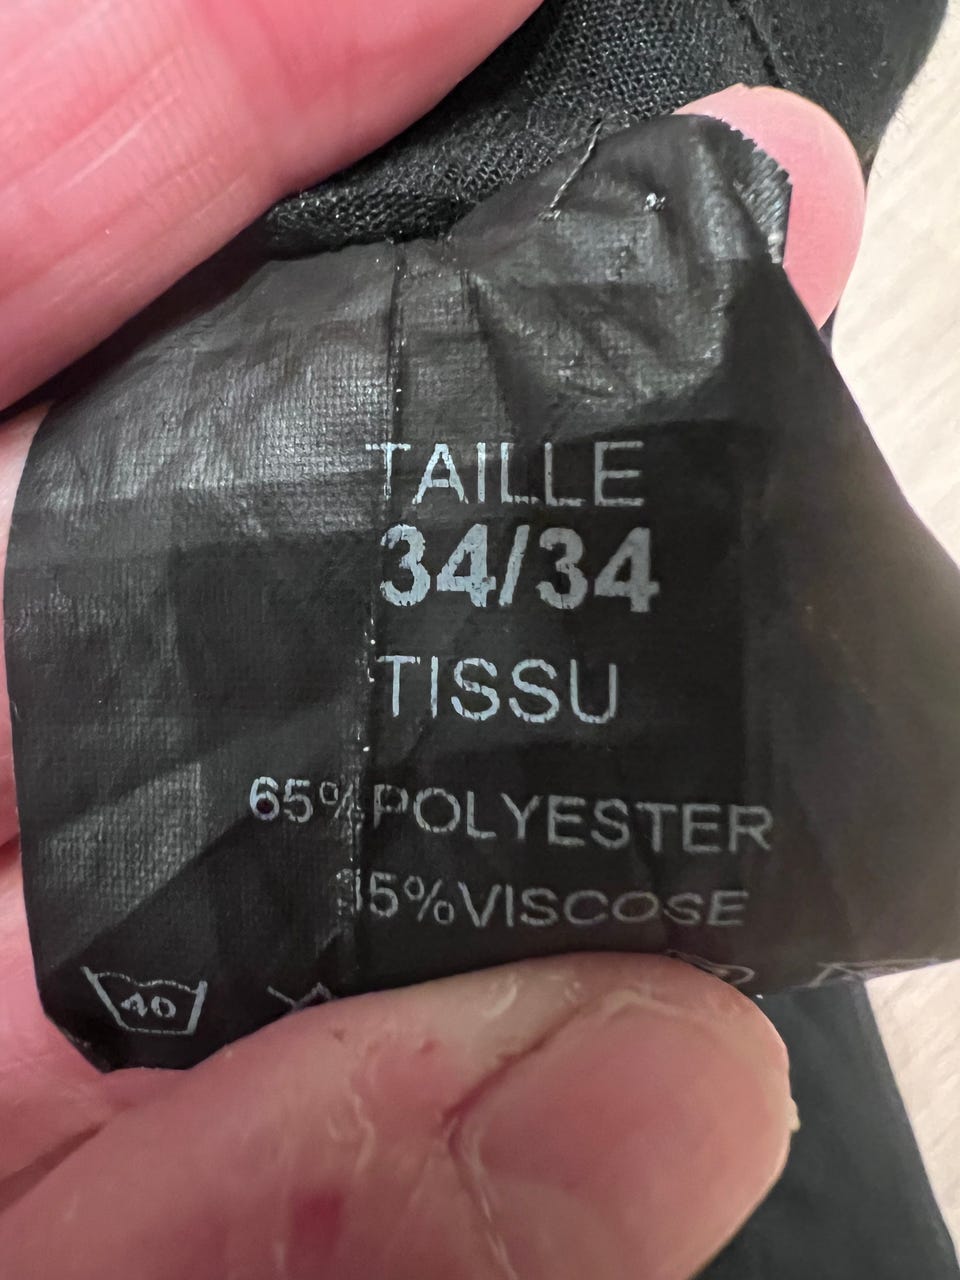 TAILLE
34/34
TISSU
65% POLYESTER
35%VISCOSE
40